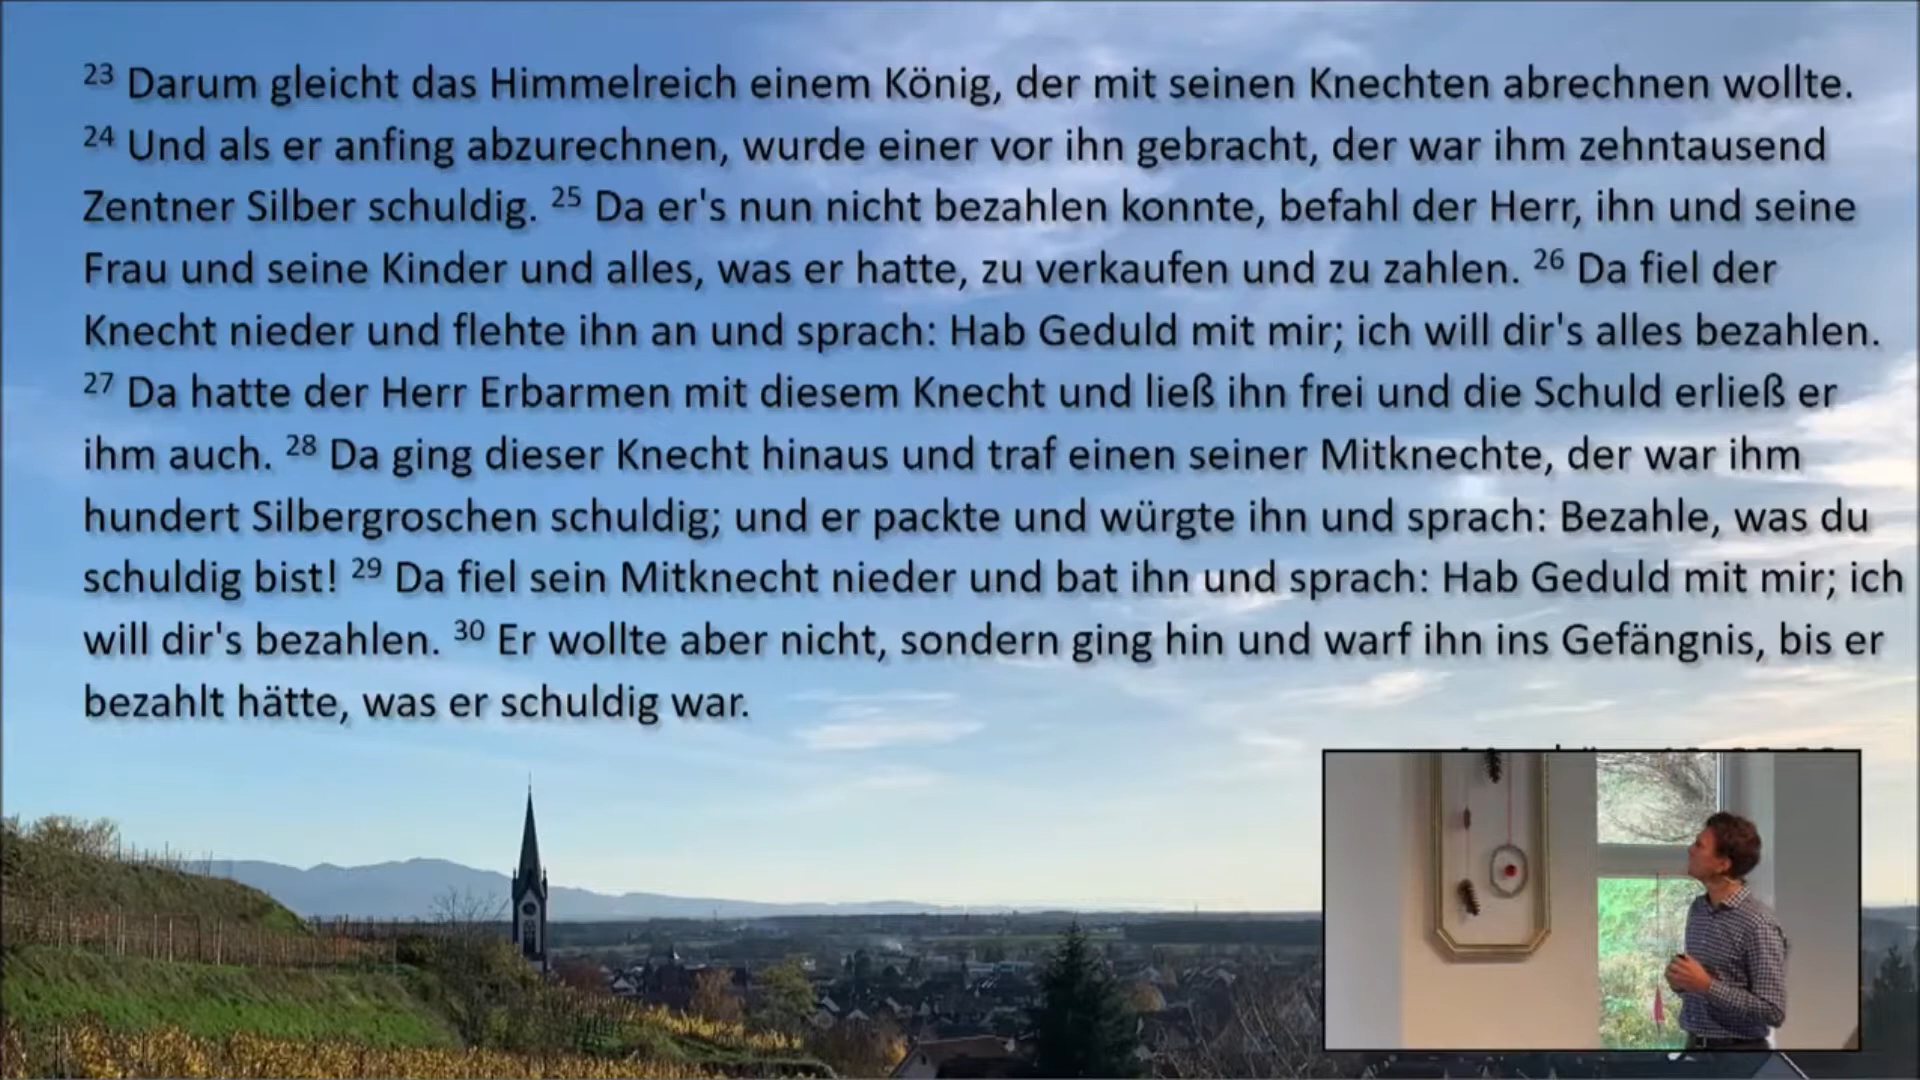 23 Darum gleicht das Himmelreich einem König, der mit seinen Knechten abrechnen wollte.
24 Und als er anfing abzurechnen, wurde einer vor ihn gebracht, der war ihm zehntausend
Zentner Silber schuldig. 25 Da er's nun nicht bezahlen konnte, befahl der Herr, ihn und seine
Frau und seine Kinder und alles, was er hatte, zu verkaufen und zu zahlen. 26 Da fiel der
Knecht nieder und flehte ihn an und sprach: Hab Geduld mit mir; ich will dir's alles bezahlen.
27 Da hatte der Herr Erbarmen mit diesem Knecht und ließ ihn frei und die Schuld erließ er
ihm auch. 28 Da ging dieser Knecht hinaus und traf einen seiner Mitknechte, der war ihm
hundert Silbergroschen schuldig; und er packte und würgte ihn und sprach: Bezahle, was du
schuldig bist! 29 Da fiel sein Mitknecht nieder und bat ihn und sprach: Hab Geduld mit mir; ich
will dir's bezahlen. 30 Er wollte aber nicht, sondern ging hin und warf ihn ins Gefängnis, bis er
bezahlt hätte, was er schuldig war.